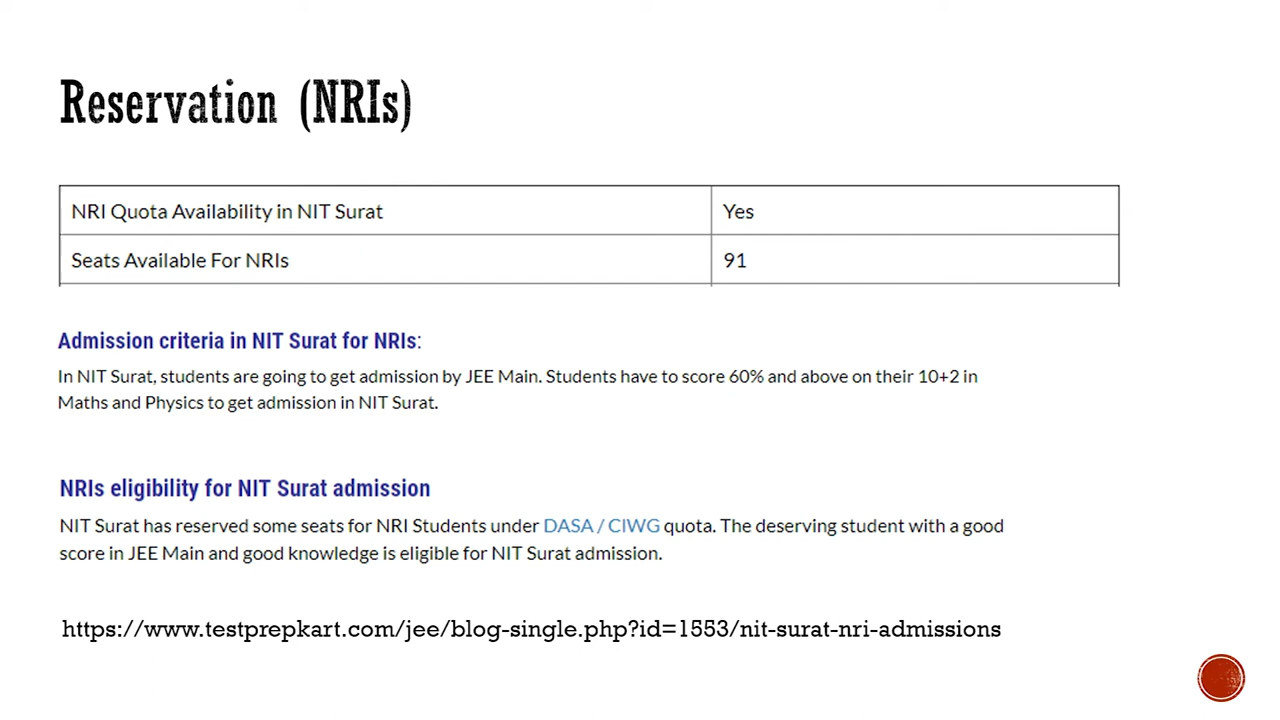 Reservation (NRIs)
NRI Quota Availability in NIT Surat Yes
Seats Available For NRIs 91
Admission criteria in NIT Surat for NRIs:
In NIT Surat, students are going to get admission by JEE Main. Students have to score 60% and above on their 10+2 in
Maths and Physics to get admission in NIT Surat.
NRIs eligibility for NIT Surat admission
NIT Surat has reserved some seats for NRI Students under DASA / CIWG quota. The deserving student with a good
score in JEE Main and good knowledge is eligible for NIT Surat admission.
https://www.testprepkart.com/jee/blog-single.php?id=1553/nit-surat-nri-admissions